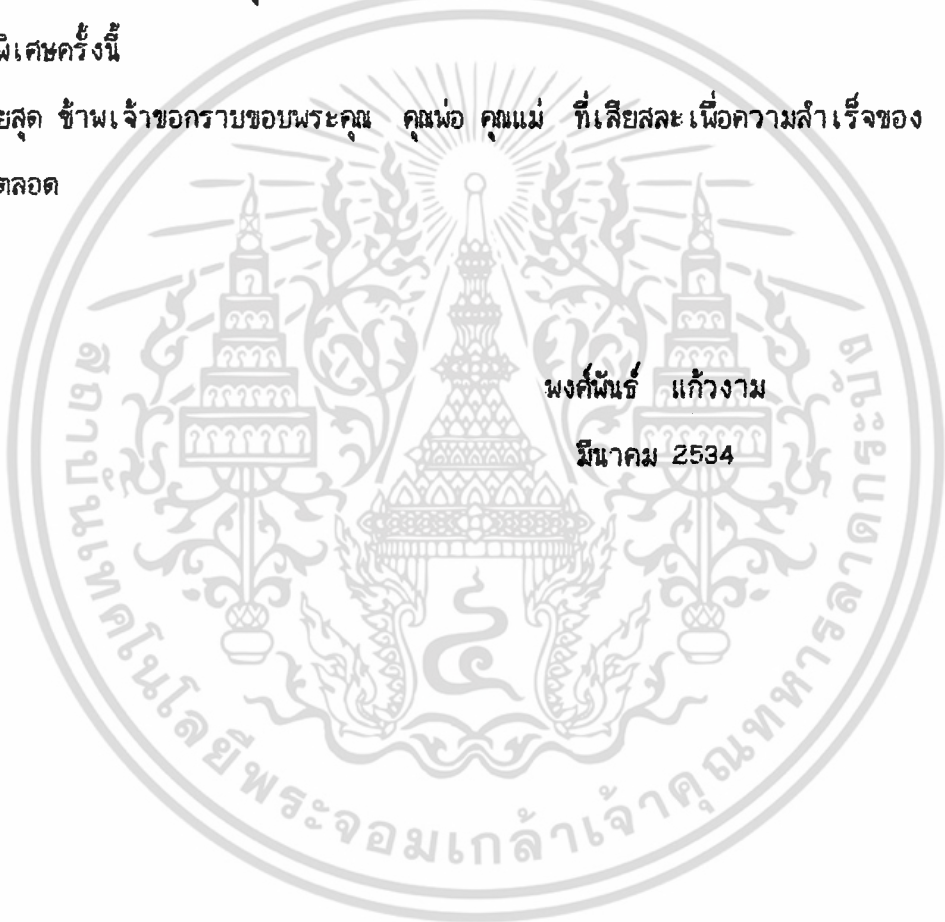 พิเศษครั้งนี้
ยสุด ข้าพเจ้าขอกราบขอบพระคุณ คุณพ่อ คุณแม่ ที่เสียสละเพื่อความสำเร็จของ
ตลอด
พงศ์พันธ์ แก้วงาม
มีนาคม 2534
สถาบันเทคโนโลยีพระจอมเกล้าเจ้าคุณทหารลาดกระบัง